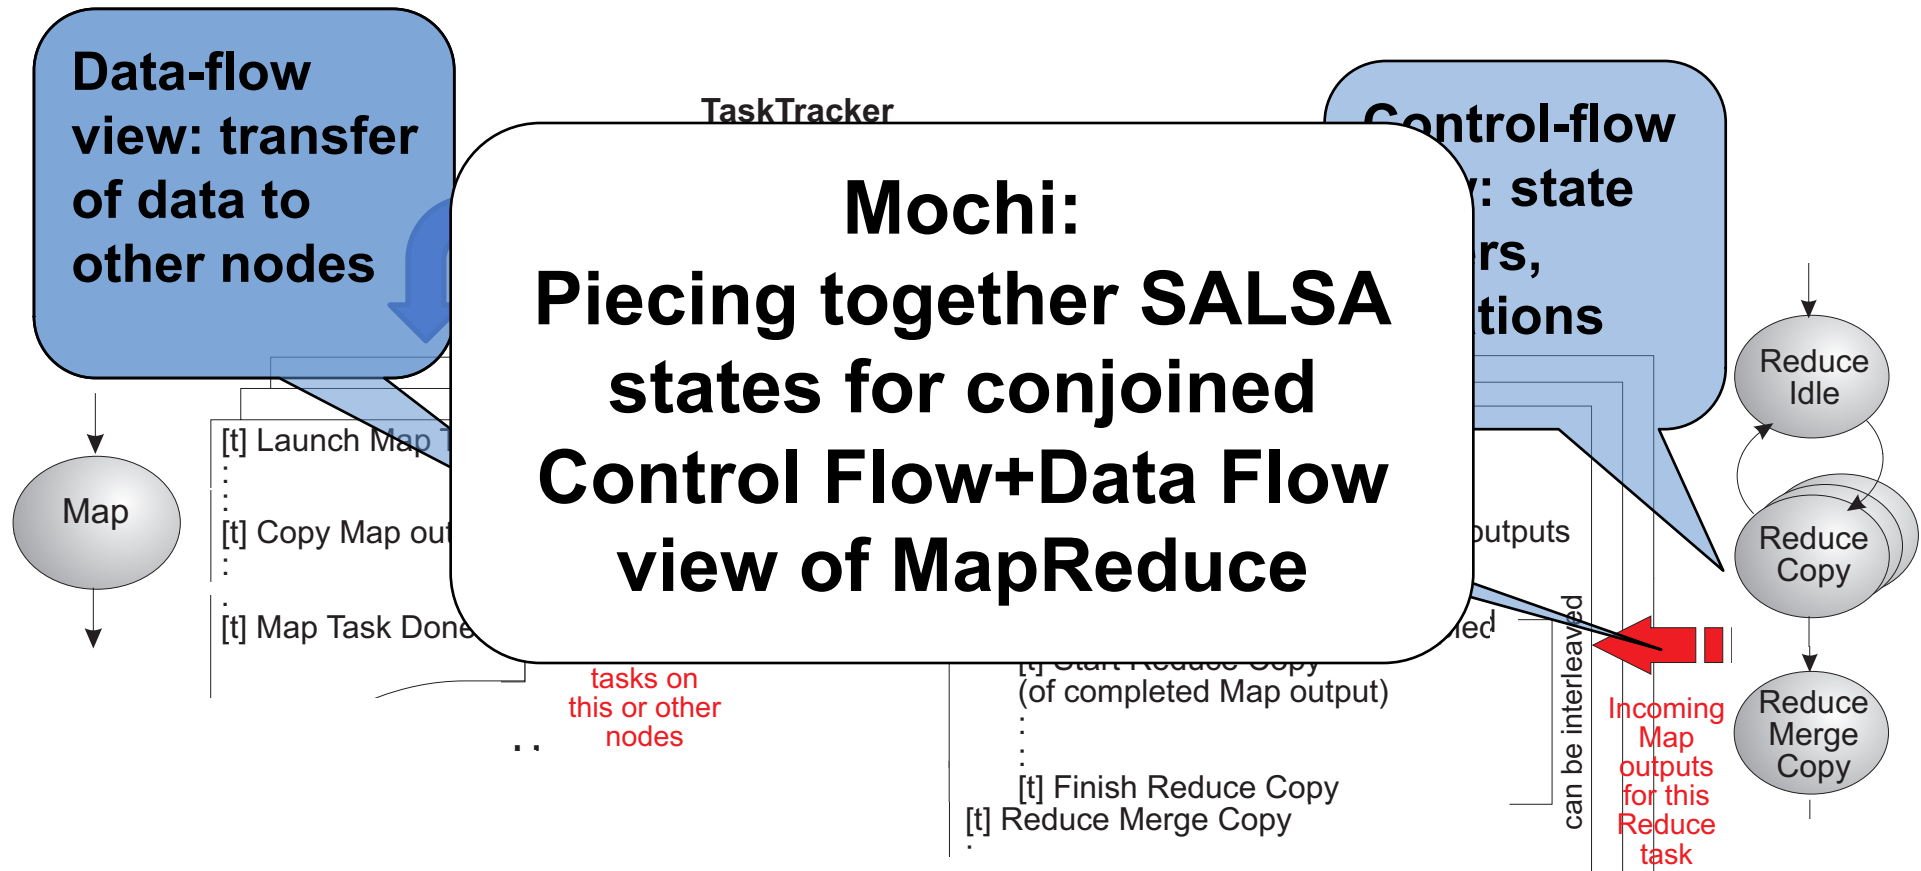 Data-flow
view: transfer
of data to
other nodes
TaskTracker
Control-flow
: state
tions
Mochi:
Piecing together SALSA
states for conjoined
Control Flow+Data Flow
view of MapReduce
Map
[t] Launch Map
[t] Copy Map out
[t] Map Task Done
tasks on
this or other
nodes
outputs
[t] Start Reduce Copy
(of completed Map output)
[t] Finish Reduce Copy
[t] Reduce Merge Copy
can be interleaved
Incoming
Map
outputs
for this
Reduce
task
Reduce
Idle
Reduce
Copy
Reduce
Merge
Copy